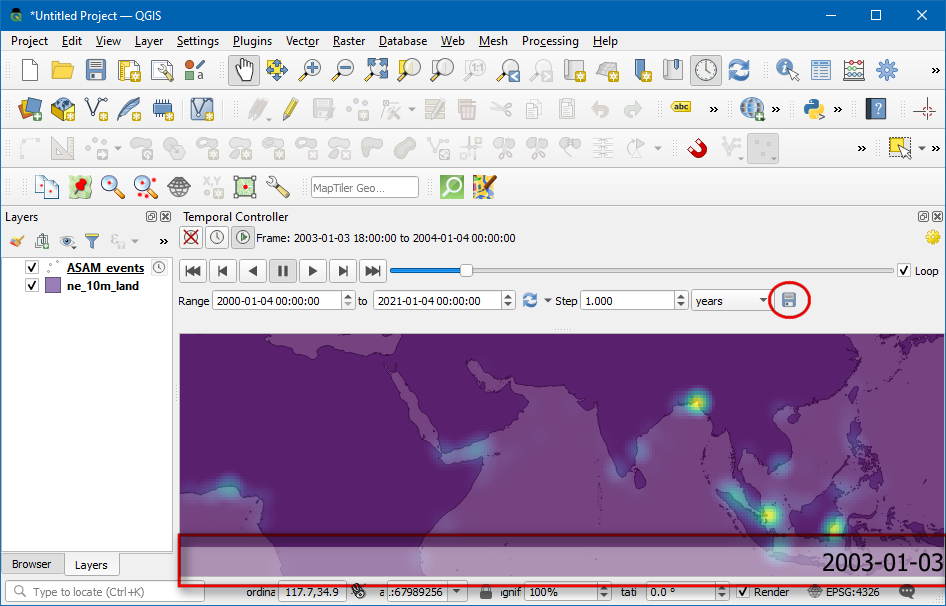 *Untitled Project — QGIS
Project Edit View Layer Settings Plugins Vector Raster Database Web Mesh Processing Help
abc
X,Y MapTiler Geo...
Layers
Temporal Controller
Frame: 2003-01-03 18:00:00 to 2004-01-04 00:00:00
ASAM_events
ne_10m_land
Loop
Range 2000-01-04 00:00:00 to 2021-01-04 00:00:00 Step 1.000 years
2003-01-03
Browser Layers
Type to locate (Ctrl+K) ordina 117.7,34.9 a .:67989256 ignif 100% tati 0.0 ° Render EPSG:4326